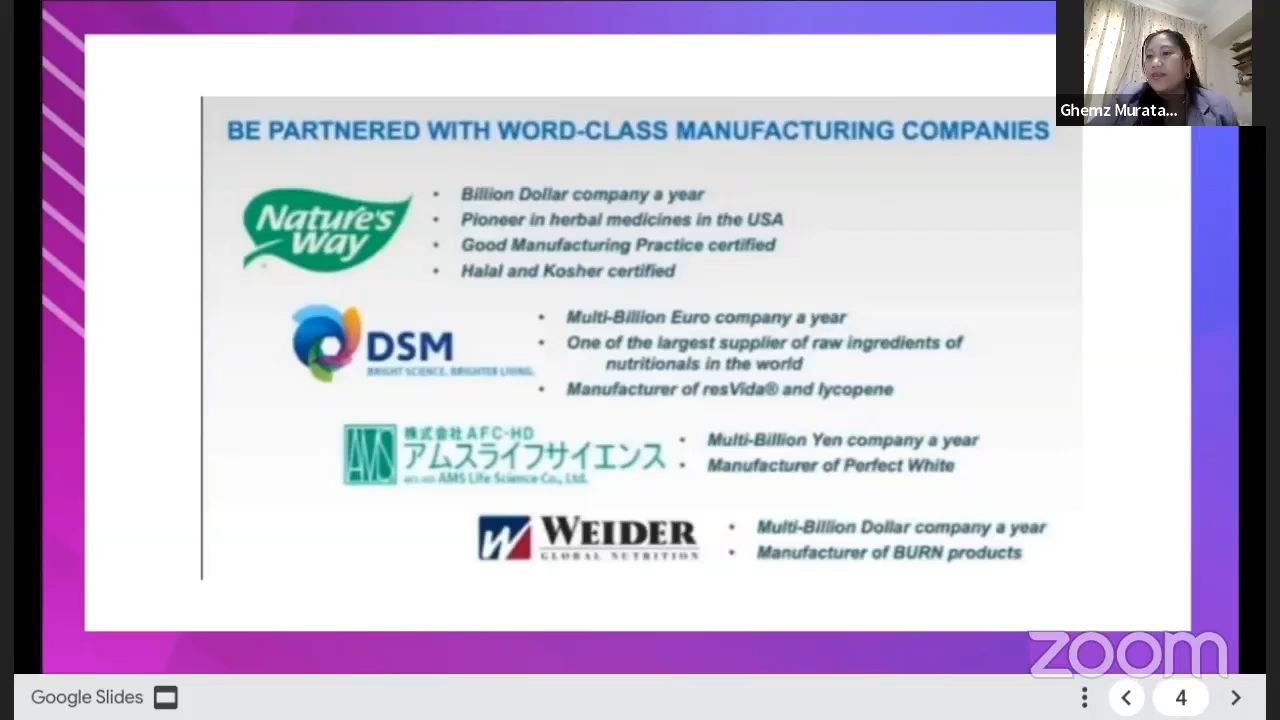 Ghemz Murata...
BE PARTNERED WITH WORD-CLASS MANUFACTURING COMPANIES
Nature's
Way
• Billion Dollar company a year
• Pioneer in herbal medicines in the USA
• Good Manufacturing Practice certified
• Halal and Kosher certified
DSM
BRIGHT SCIENCE. BRIGHTER LIVING.
• Multi-Billion Euro company a year
• One of the largest supplier of raw ingredients of
nutritionals in the world
• Manufacturer of resVida® and lycopene
AMS
株式会社 AFC-HD
アムスライフサイエンス
AMS Life Science Co., Ltd.
• Multi-Billion Yen company a year
• Manufacturer of Perfect White
W WEIDER
GLOBAL NUTRITION
• Multi-Billion Dollar company a year
• Manufacturer of BURN products
zoom
Google Slides
4